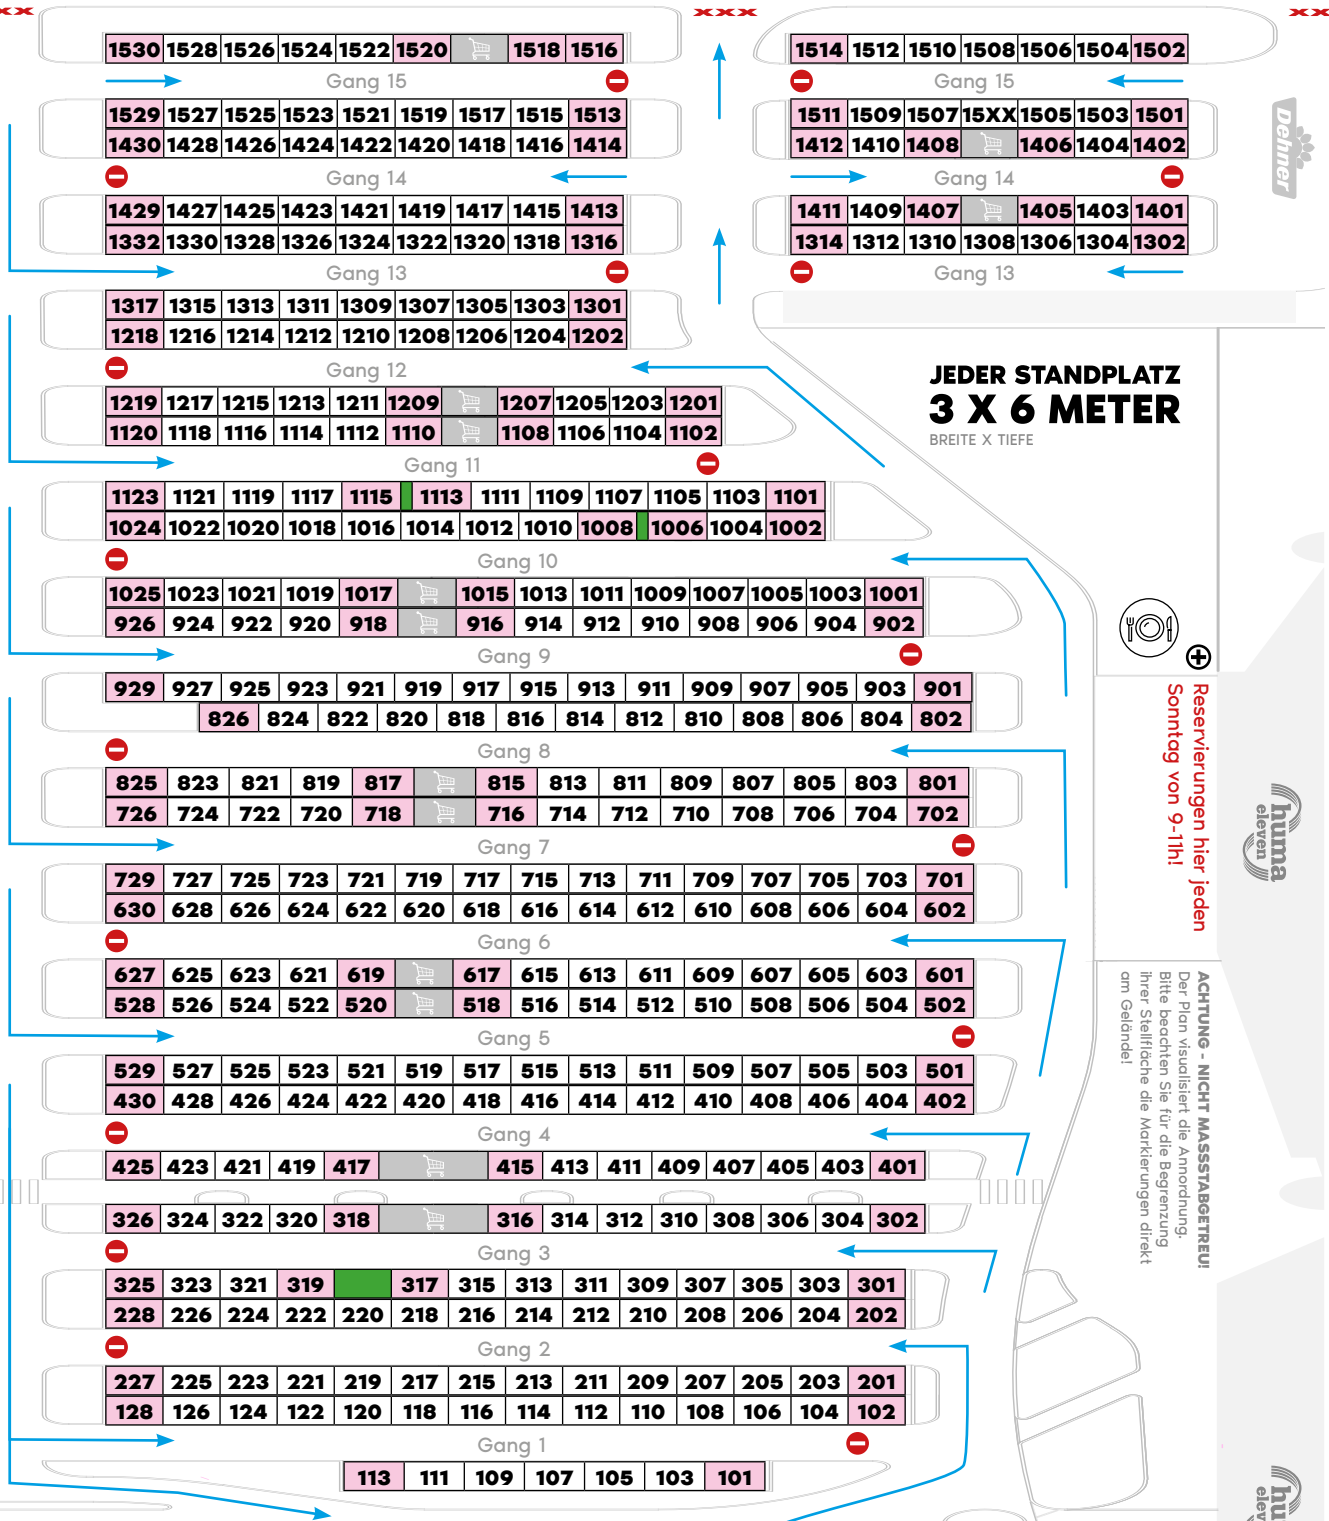 xx xxx xx
1530 1528 1526 1524 1522 1520 1518 1516 1514 1512 1510 1508 1506 1504 1502
Gang 15 Gang 15
1529 1527 1525 1523 1521 1519 1517 1515 1513 1511 1509 1507 15XX 1505 1503 1501
1430 1428 1426 1424 1422 1420 1418 1416 1414 1412 1410 1408 1406 1404 1402
Gang 14 Gang 14
1429 1427 1425 1423 1421 1419 1417 1415 1413 1411 1409 1407 1405 1403 1401
1332 1330 1328 1326 1324 1322 1320 1318 1316 1314 1312 1310 1308 1306 1304 1302
Gang 13 Gang 13
1317 1315 1313 1311 1309 1307 1305 1303 1301
1218 1216 1214 1212 1210 1208 1206 1204 1202
Gang 12
1219 1217 1215 1213 1211 1209 1207 1205 1203 1201
1120 1118 1116 1114 1112 1110 1108 1106 1104 1102
Gang 11
1123 1121 1119 1117 1115 1113 1111 1109 1107 1105 1103 1101
1024 1022 1020 1018 1016 1014 1012 1010 1008 1006 1004 1002
Gang 10
1025 1023 1021 1019 1017 1015 1013 1011 1009 1007 1005 1003 1001
926 924 922 920 918 916 914 912 910 908 906 904 902
Gang 9
929 927 925 923 921 919 917 915 913 911 909 907 905 903 901
826 824 822 820 818 816 814 812 810 808 806 804 802
Gang 8
825 823 821 819 817 815 813 811 809 807 805 803 801
726 724 722 720 718 716 714 712 710 708 706 704 702
Gang 7
729 727 725 723 721 719 717 715 713 711 709 707 705 703 701
630 628 626 624 622 620 618 616 614 612 610 608 606 604 602
Gang 6
627 625 623 621 619 617 615 613 611 609 607 605 603 601
528 526 524 522 520 518 516 514 512 510 508 506 504 502
Gang 5
529 527 525 523 521 519 517 515 513 511 509 507 505 503 501
430 428 426 424 422 420 418 416 414 412 410 408 406 404 402
Gang 4
425 423 421 419 417 415 413 411 409 407 405 403 401
326 324 322 320 318 316 314 312 310 308 306 304 302
Gang 3
325 323 321 319 317 315 313 311 309 307 305 303 301
228 226 224 222 220 218 216 214 212 210 208 206 204 202
Gang 2
227 225 223 221 219 217 215 213 211 209 207 205 203 201
128 126 124 122 120 118 116 114 112 110 108 106 104 102
Gang 1
113 111 109 107 105 103 101
Dehner
JEDER STANDPLATZ
3 X 6 METER
BREITE X TIEFE
Reservierungen hier jeden
Sonntag von 9-11h!
huma
eleven
ACHTUNG - NICHT MASSSTABGETREU!
Der Plan visualisiert die Annordnung.
Bitte beachten Sie für die Begrenzung
ihrer Stellfläche die Markierungen direkt
am Gelände!